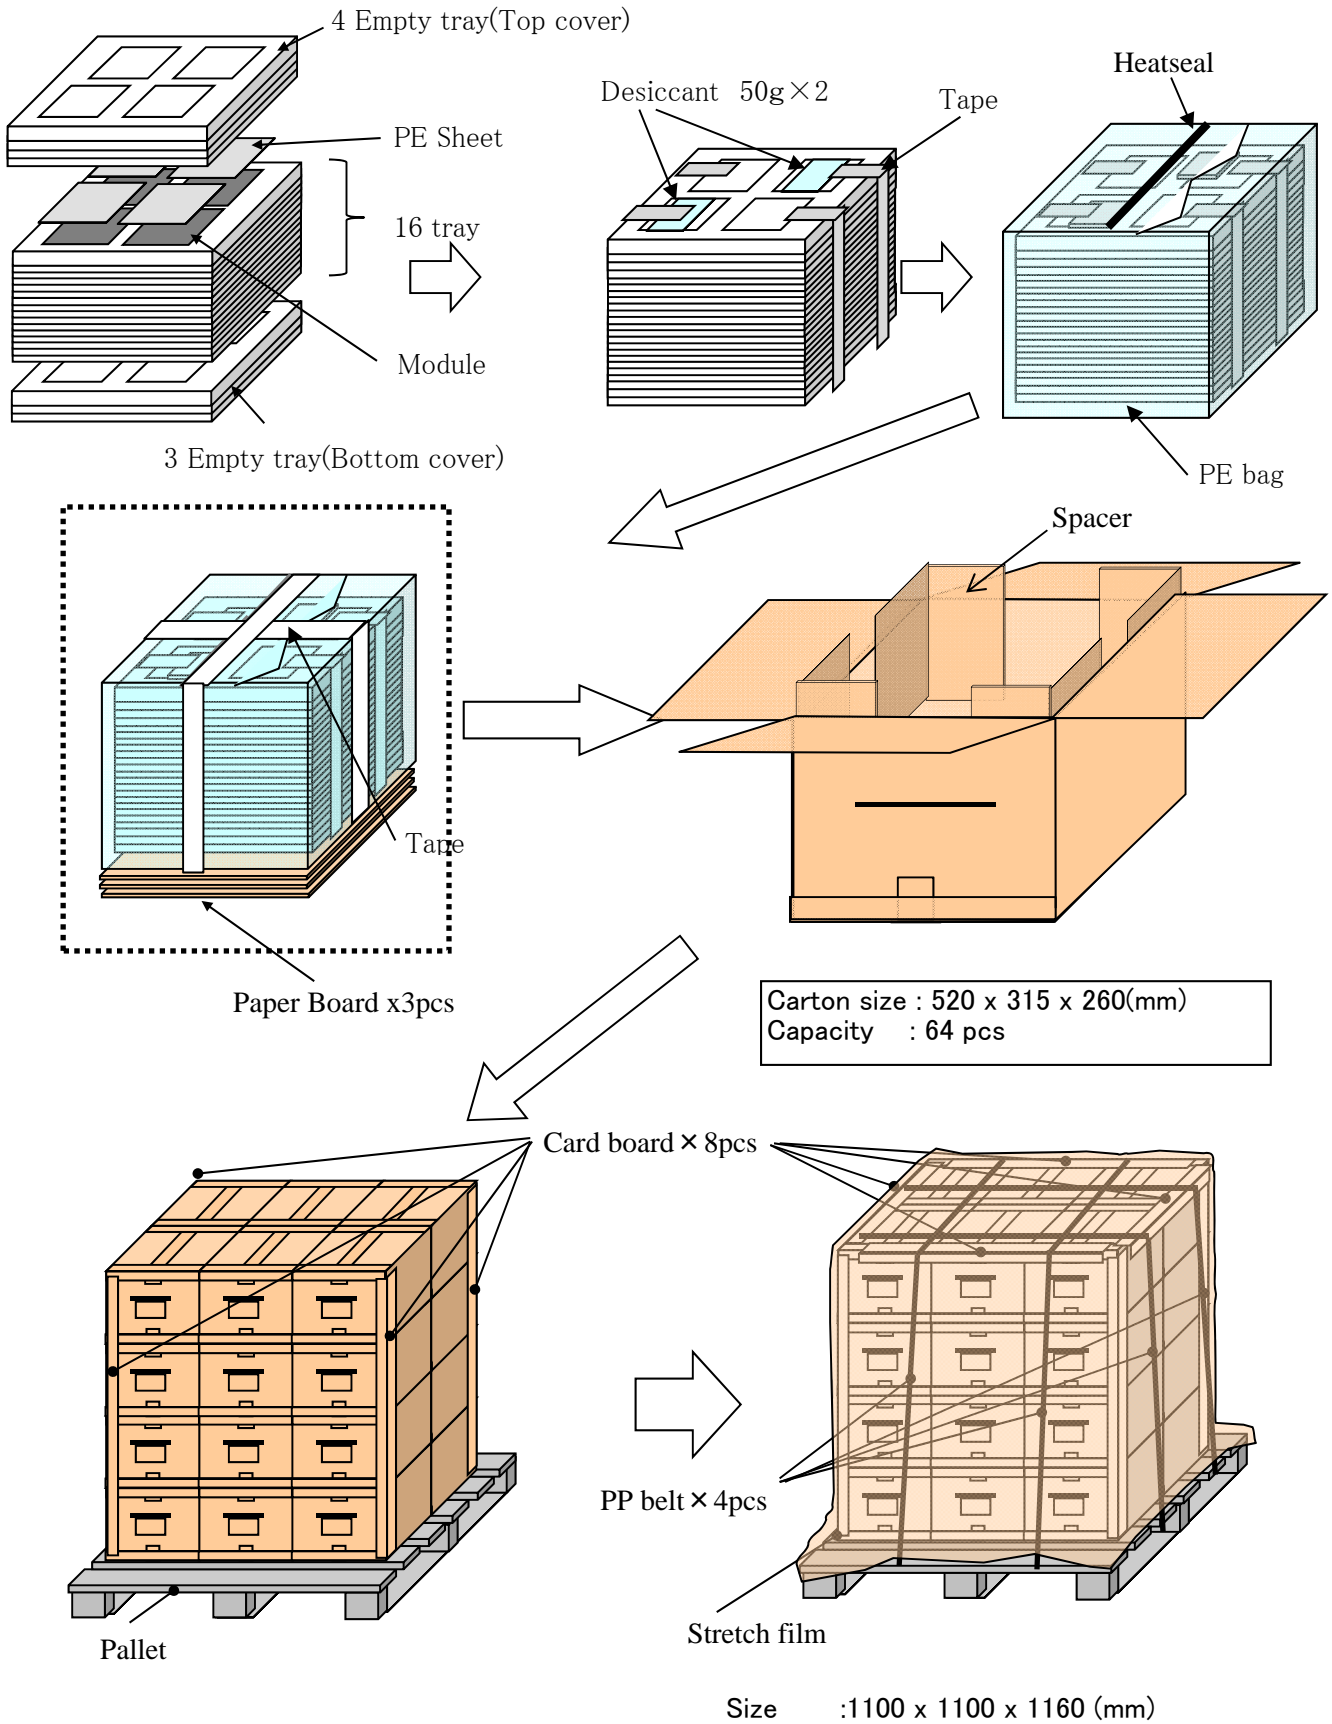 4 Empty tray(Top cover)
PE Sheet
16 tray
Module
3 Empty tray(Bottom cover)
Desiccant 50g×2
Tape
Heatseal
PE bag
Spacer
Tape
Paper Board x3pcs
Carton size : 520 x 315 x 260(mm)
Capacity : 64 pcs
Card board×8pcs
PP belt×4pcs
Pallet
Stretch film
Size :1100 x 1100 x 1160 (mm)